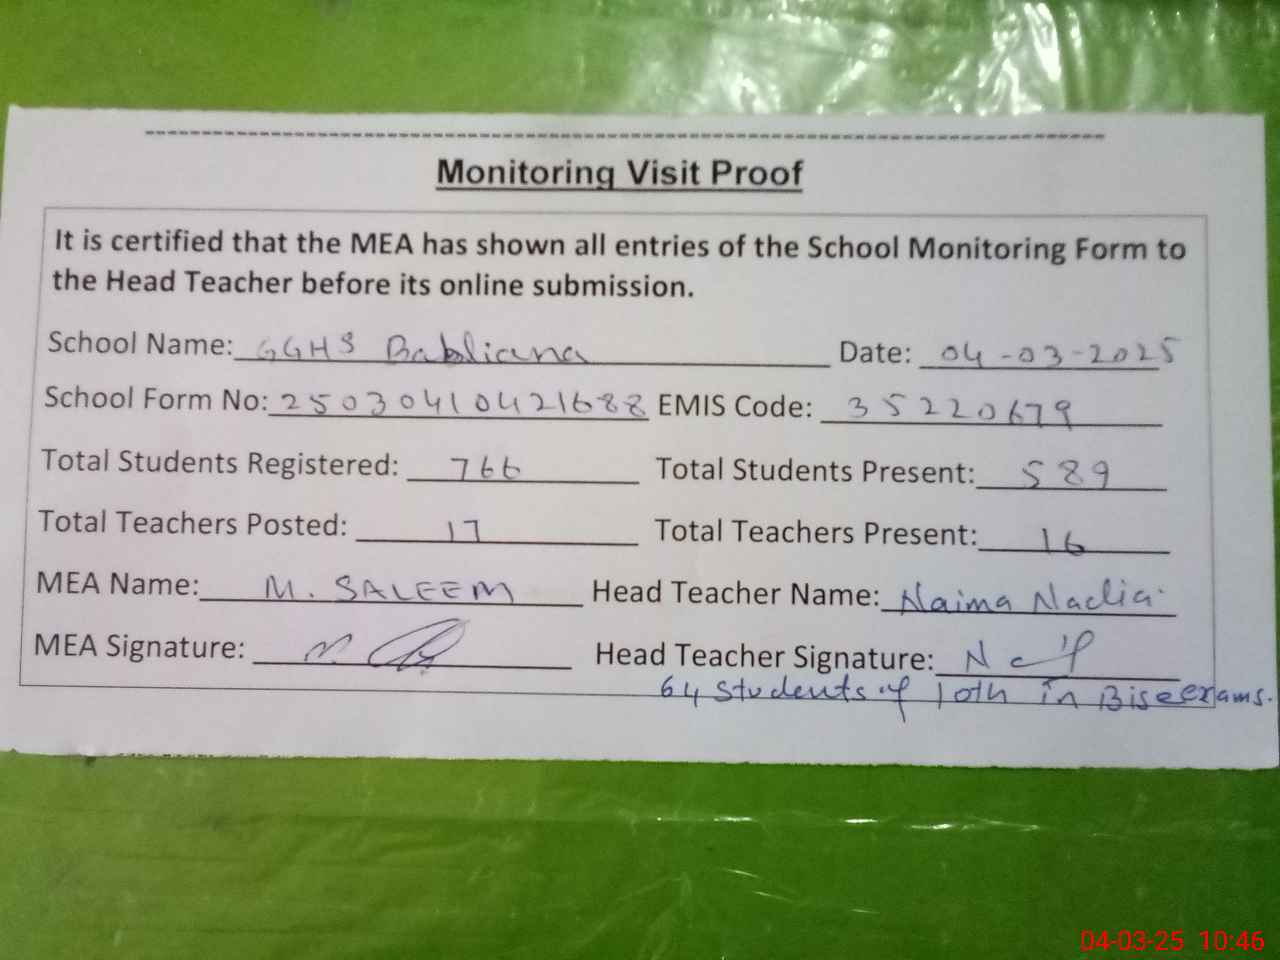 Monitoring Visit Proof
It is certified that the MEA has shown all entries of the School Monitoring Form to
the Head Teacher before its online submission.
School Name: GGHS Babliana Date: 04-03-2025
School Form No: 25030410421688 EMIS Code: 35220679
Total Students Registered: 766 Total Students Present: 589
Total Teachers Posted: 17 Total Teachers Present: 16
MEA Name: M. SALEEM Head Teacher Name: Naima Nadia.
MEA Signature: Head Teacher Signature:
64 students of 10th in Bise exams.
04-03-25 10:46